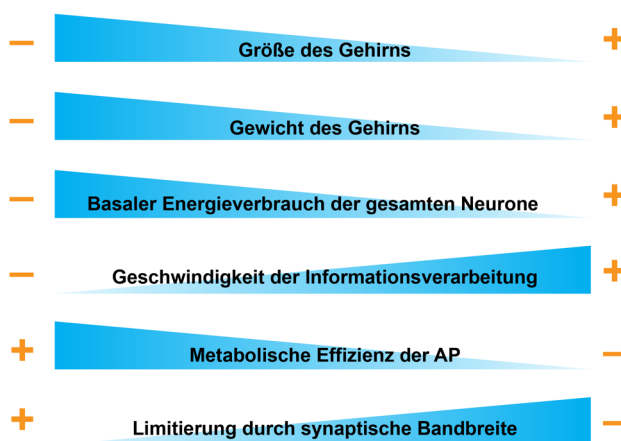 − Größe des Gehirns +
− Gewicht des Gehirns +
− Basaler Energieverbrauch der gesamten Neurone +
− Geschwindigkeit der Informationsverarbeitung +
+ Metabolische Effizienz der AP −
+ Limitierung durch synaptische Bandbreite −